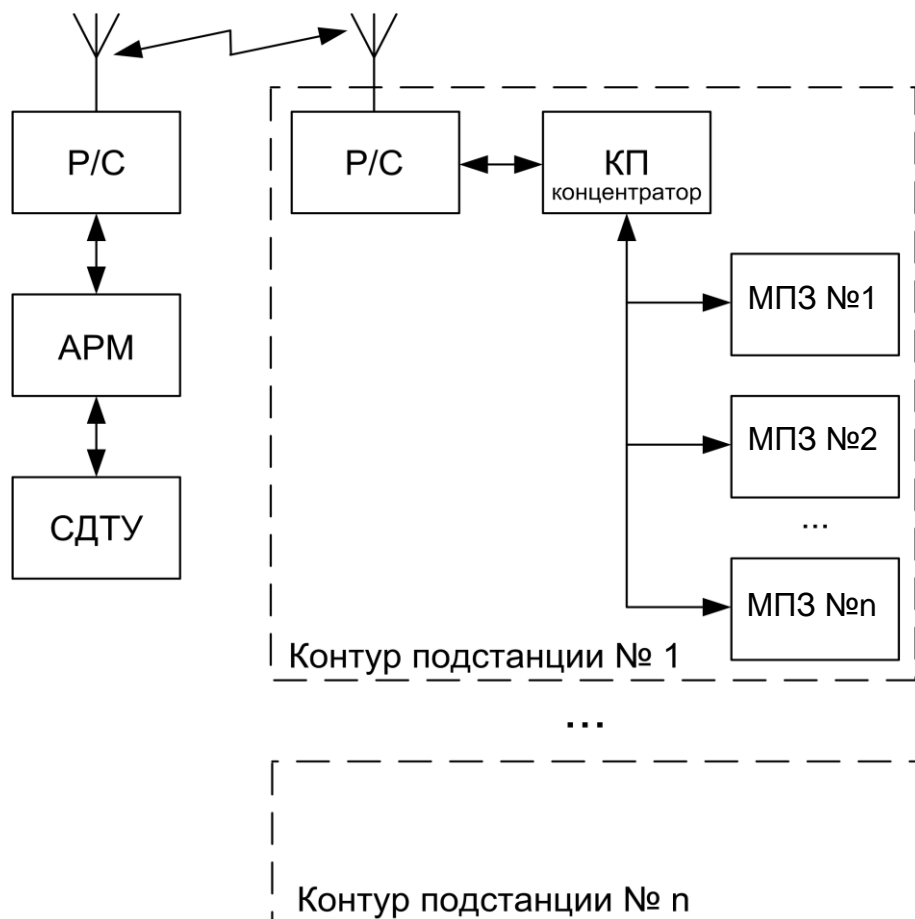 Р/С
Р/С
КП
концентратор
АРМ
МПЗ №1
МПЗ №2
...
СДТУ
МПЗ №n
Контур подстанции № 1
...
Контур подстанции № n